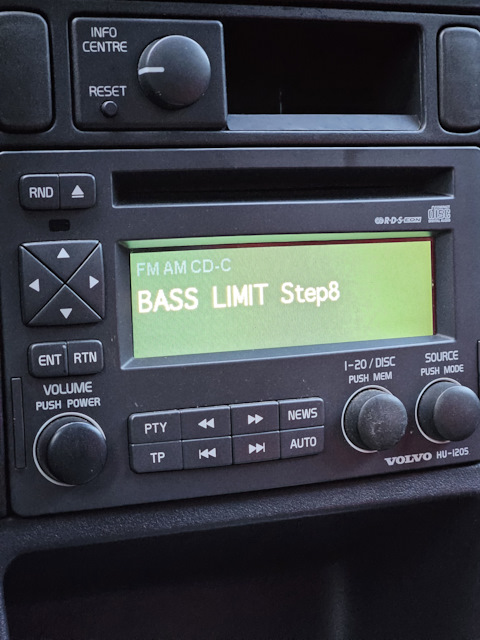 INFO
CENTRE
RESET
RND
R·D·S EON
FM AM CD-C
BASS LIMIT Step8
ENT RTN
VOLUME
PUSH POWER
1-20 / DISC
PUSH MEM
SOURCE
PUSH MODE
PTY
NEWS
TP
AUTO
VOLVO HU-1205